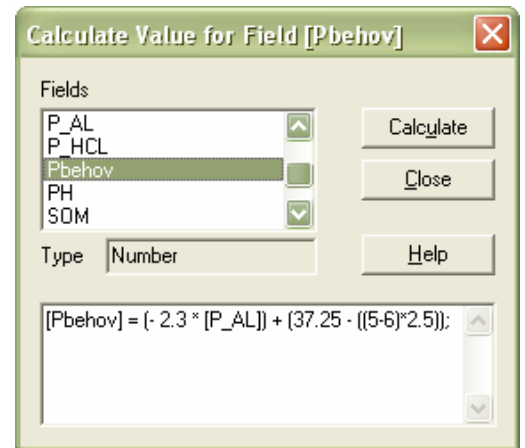 Calculate Value for Field [Pbehov]
Fields
P_AL
P_HCL
Pbehov
PH
SOM
Calculate
Close
Type
Number
Help
[Pbehov] = (- 2.3 * [P_AL]) + (37.25 - ((5-6)*2.5));